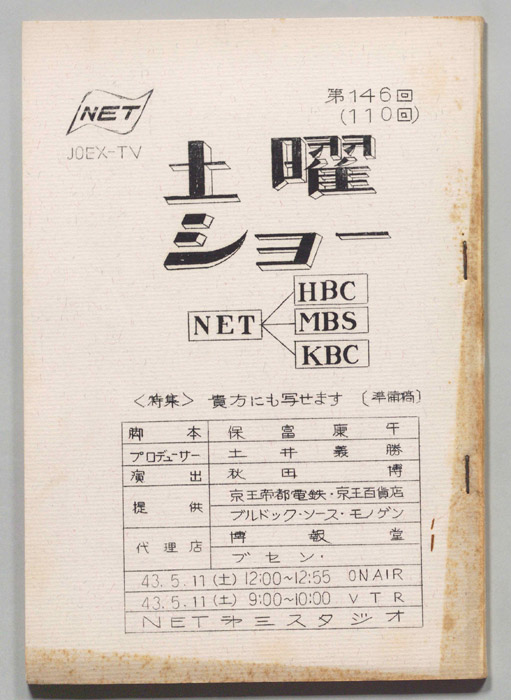 NET
JOEX-TV
第146回
(110回)
土曜
ショー
NET
HBC
MBS
KBC
<特集> 貴方にも写せます 〔準備稿〕
脚本 保富康午
プロデューサー 土井義勝
演出 秋田博
提供 京王帝都電鉄・京王百貨店
ブルドック・ソース・モノゲン
代理店 博報堂
プセン・
43.5.11(土)12:00~12:55 ONAIR
43.5.11(土)9:00~10:00 VTR
NET第三スタジオ